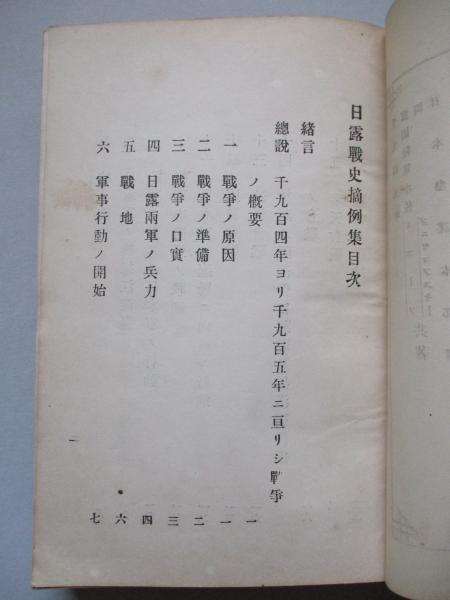 日露戰史摘例集目次
緒言
總說 千九百四年ヨリ千九百五年ニ亘リシ戰爭
ノ槪要 一
一 戰爭ノ原因 一
二 戰爭ノ準備 二
三 戰爭ノ口實 三
四 日露兩軍ノ兵力 四
五 戰地 六
六 軍事行動ノ開始 七
一